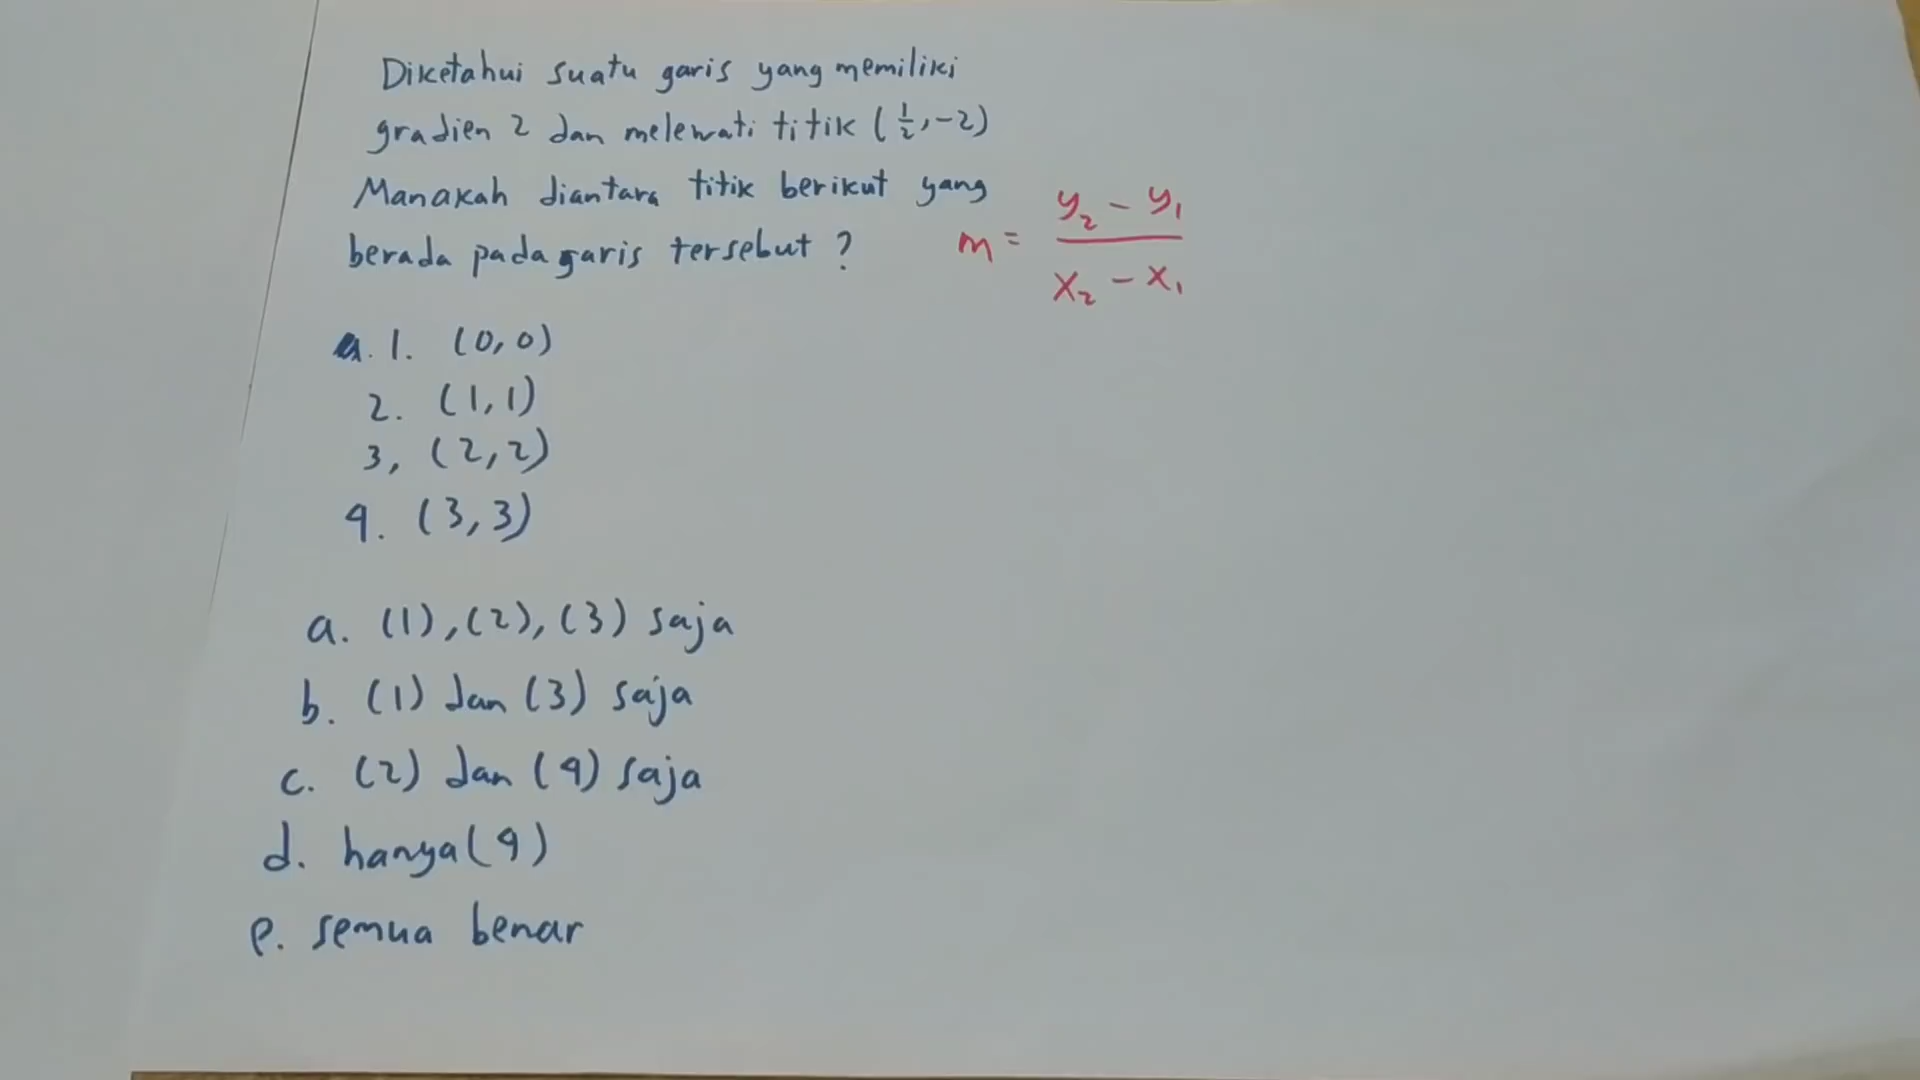 Diketahui suatu garis yang memiliki
gradien 2 dan melewati titik (½,-2)
Manakah diantara titik berikut yang
berada pada garis tersebut ?
m = y₂ - y₁ / x₂ - x₁
1. (0,0)
2. (1,1)
3, (2,2)
4. (3,3)
a. (1),(2),(3) saja
b. (1) dan (3) saja
c. (2) dan (4) saja
d. hanya (4)
e. semua benar